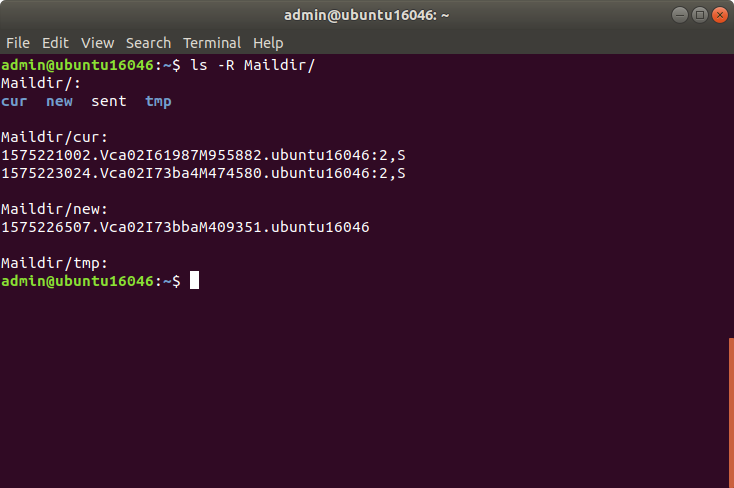 admin@ubuntu16046: ~
File Edit View Search Terminal Help
admin@ubuntu16046:~$ ls -R Maildir/
Maildir/:
cur  new  sent  tmp
Maildir/cur:
1575221002.Vca02I61987M955882.ubuntu16046:2,S
1575223024.Vca02I73ba4M474580.ubuntu16046:2,S
Maildir/new:
1575226507.Vca02I73bbaM409351.ubuntu16046
Maildir/tmp:
admin@ubuntu16046:~$